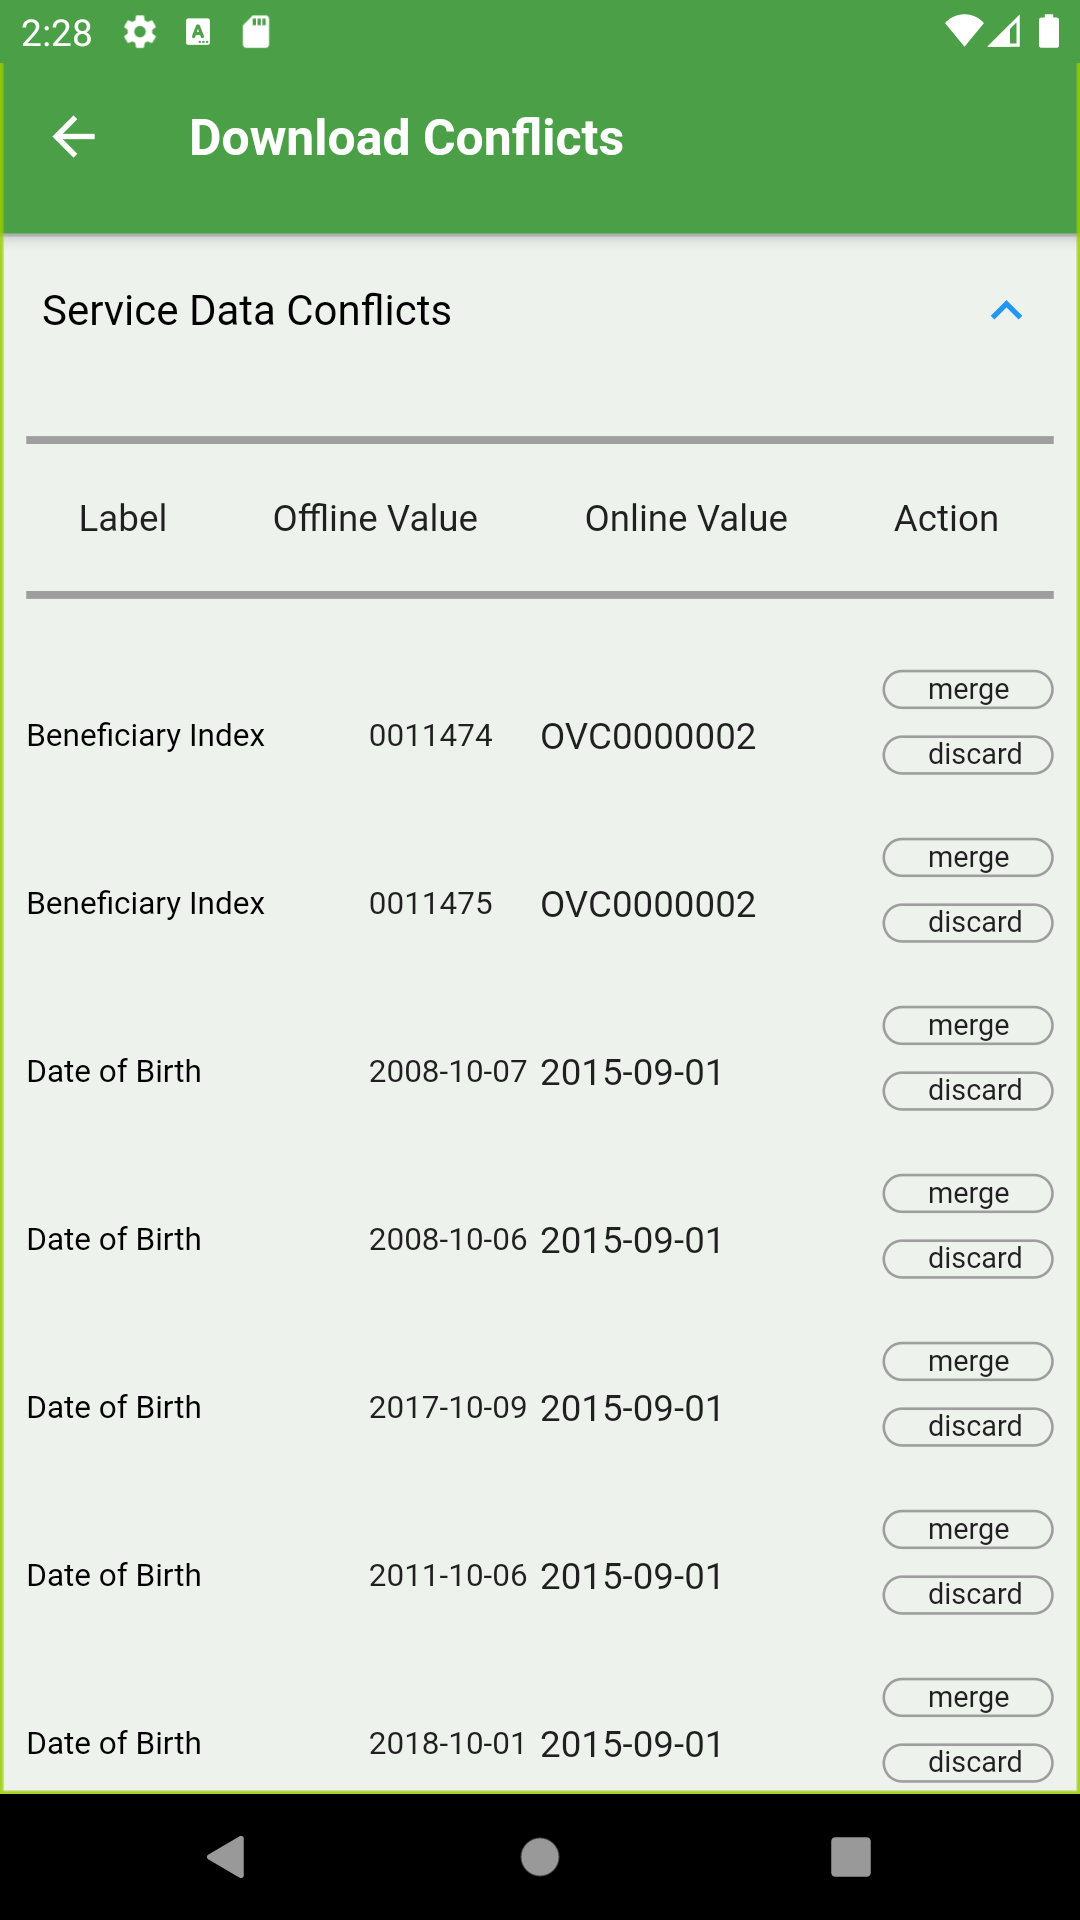 2:28
Download Conflicts
Service Data Conflicts
Label Offline Value Online Value Action
merge
Beneficiary Index 0011474 OVC0000002
discard
merge
Beneficiary Index 0011475 OVC0000002
discard
merge
Date of Birth 2008-10-07 2015-09-01
discard
merge
Date of Birth 2008-10-06 2015-09-01
discard
merge
Date of Birth 2017-10-09 2015-09-01
discard
merge
Date of Birth 2011-10-06 2015-09-01
discard
merge
Date of Birth 2018-10-01 2015-09-01
discard